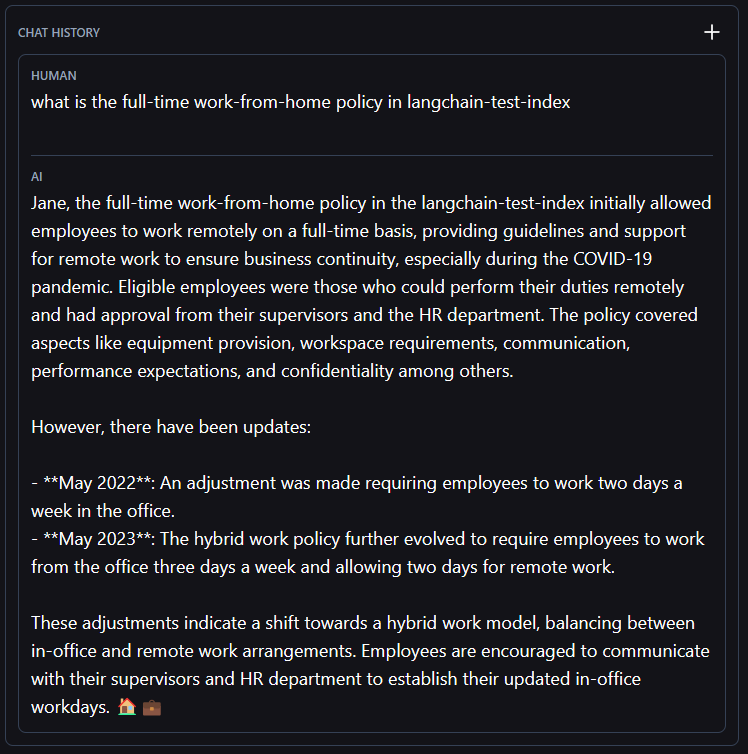 CHAT HISTORY
HUMAN
what is the full-time work-from-home policy in langchain-test-index
AI
Jane, the full-time work-from-home policy in the langchain-test-index initially allowed
employees to work remotely on a full-time basis, providing guidelines and support
for remote work to ensure business continuity, especially during the COVID-19
pandemic. Eligible employees were those who could perform their duties remotely
and had approval from their supervisors and the HR department. The policy covered
aspects like equipment provision, workspace requirements, communication,
performance expectations, and confidentiality among others.
However, there have been updates:
- **May 2022**: An adjustment was made requiring employees to work two days a
week in the office.
- **May 2023**: The hybrid work policy further evolved to require employees to work
from the office three days a week and allowing two days for remote work.
These adjustments indicate a shift towards a hybrid work model, balancing between
in-office and remote work arrangements. Employees are encouraged to communicate
with their supervisors and HR department to establish their updated in-office
workdays. 🏠 💼